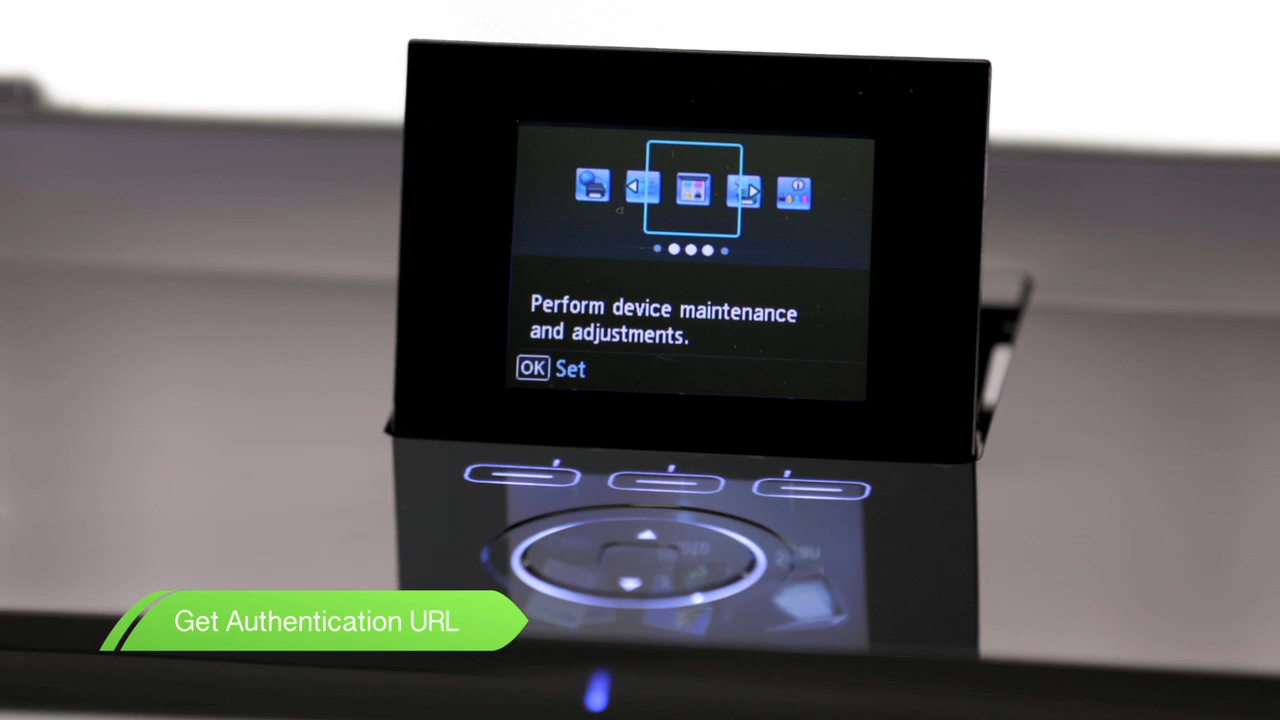 Perform device maintenance
and adjustments.
OK Set
Get Authentication URL